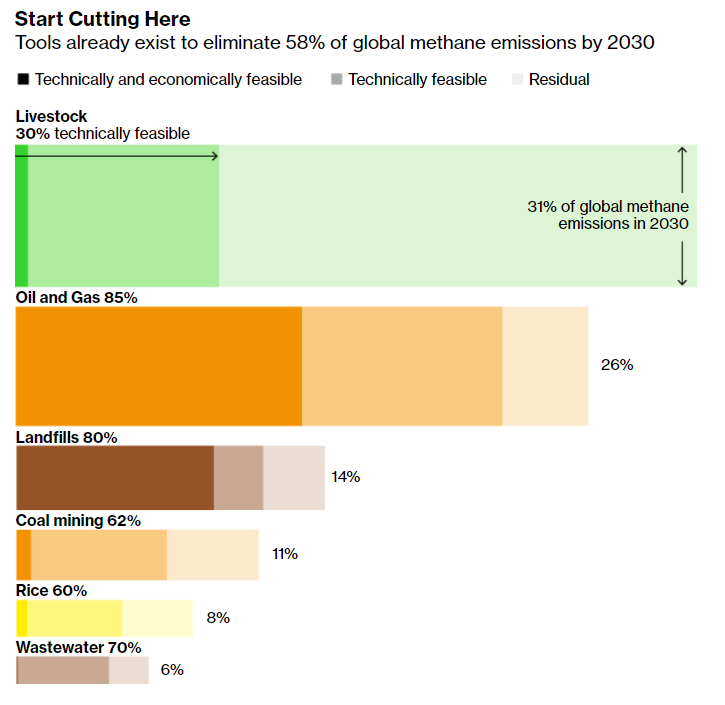 Start Cutting Here
Tools already exist to eliminate 58% of global methane emissions by 2030
Technically and economically feasible
Technically feasible
Residual
Livestock
30% technically feasible
31% of global methane
emissions in 2030
Oil and Gas 85%
26%
Landfills 80%
14%
Coal mining 62%
11%
Rice 60%
8%
Wastewater 70%
6%